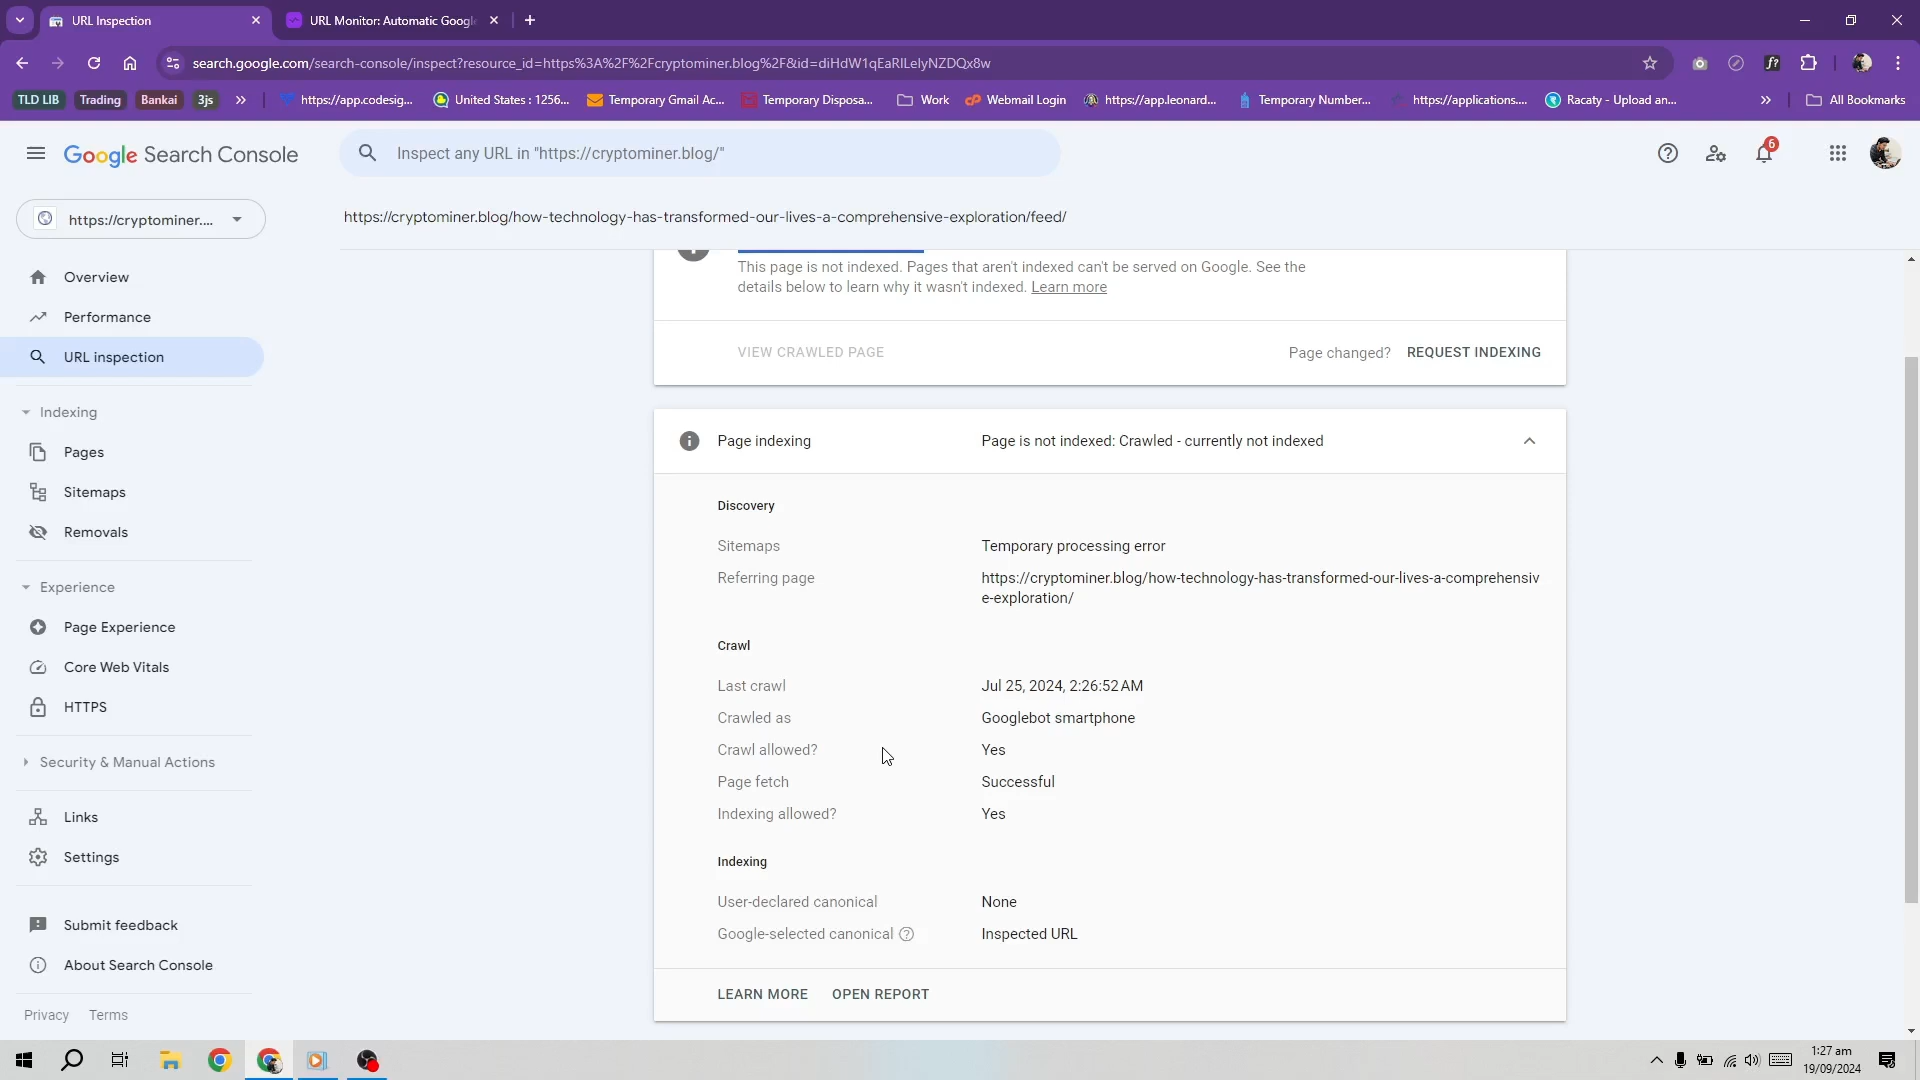 URL Inspection
URL Monitor: Automatic Google
search.google.com/search-console/inspect?resource_id=https%3A%2F%2Fcryptominer.blog%2F&id=diHdW1qEaRlLelyNZDQx8w
TLD LIB
Trading
Bankai
3js
https://app.codesig...
United States : 1256...
Temporary Gmail Ac...
Temporary Disposa...
Work
Webmail Login
https://app.leonard...
Temporary Number...
https://applications....
Racaty - Upload an...
All Bookmarks
Google Search Console
Inspect any URL in "https://cryptominer.blog/"
6
https://cryptominer....
https://cryptominer.blog/how-technology-has-transformed-our-lives-a-comprehensive-exploration/feed/
Overview
Performance
URL inspection
Indexing
Pages
Sitemaps
Removals
Experience
Page Experience
Core Web Vitals
HTTPS
Security & Manual Actions
Links
Settings
Submit feedback
About Search Console
Privacy
Terms
This page is not indexed. Pages that aren't indexed can't be served on Google. See the
details below to learn why it wasn't indexed. Learn more
VIEW CRAWLED PAGE
Page changed?
REQUEST INDEXING
Page indexing
Page is not indexed: Crawled - currently not indexed
Discovery
Sitemaps
Temporary processing error
Referring page
https://cryptominer.blog/how-technology-has-transformed-our-lives-a-comprehensiv
e-exploration/
Crawl
Last crawl
Jul 25, 2024, 2:26:52 AM
Crawled as
Googlebot smartphone
Crawl allowed?
Yes
Page fetch
Successful
Indexing allowed?
Yes
Indexing
User-declared canonical
None
Google-selected canonical
Inspected URL
LEARN MORE
OPEN REPORT
1:27 am
19/09/2024